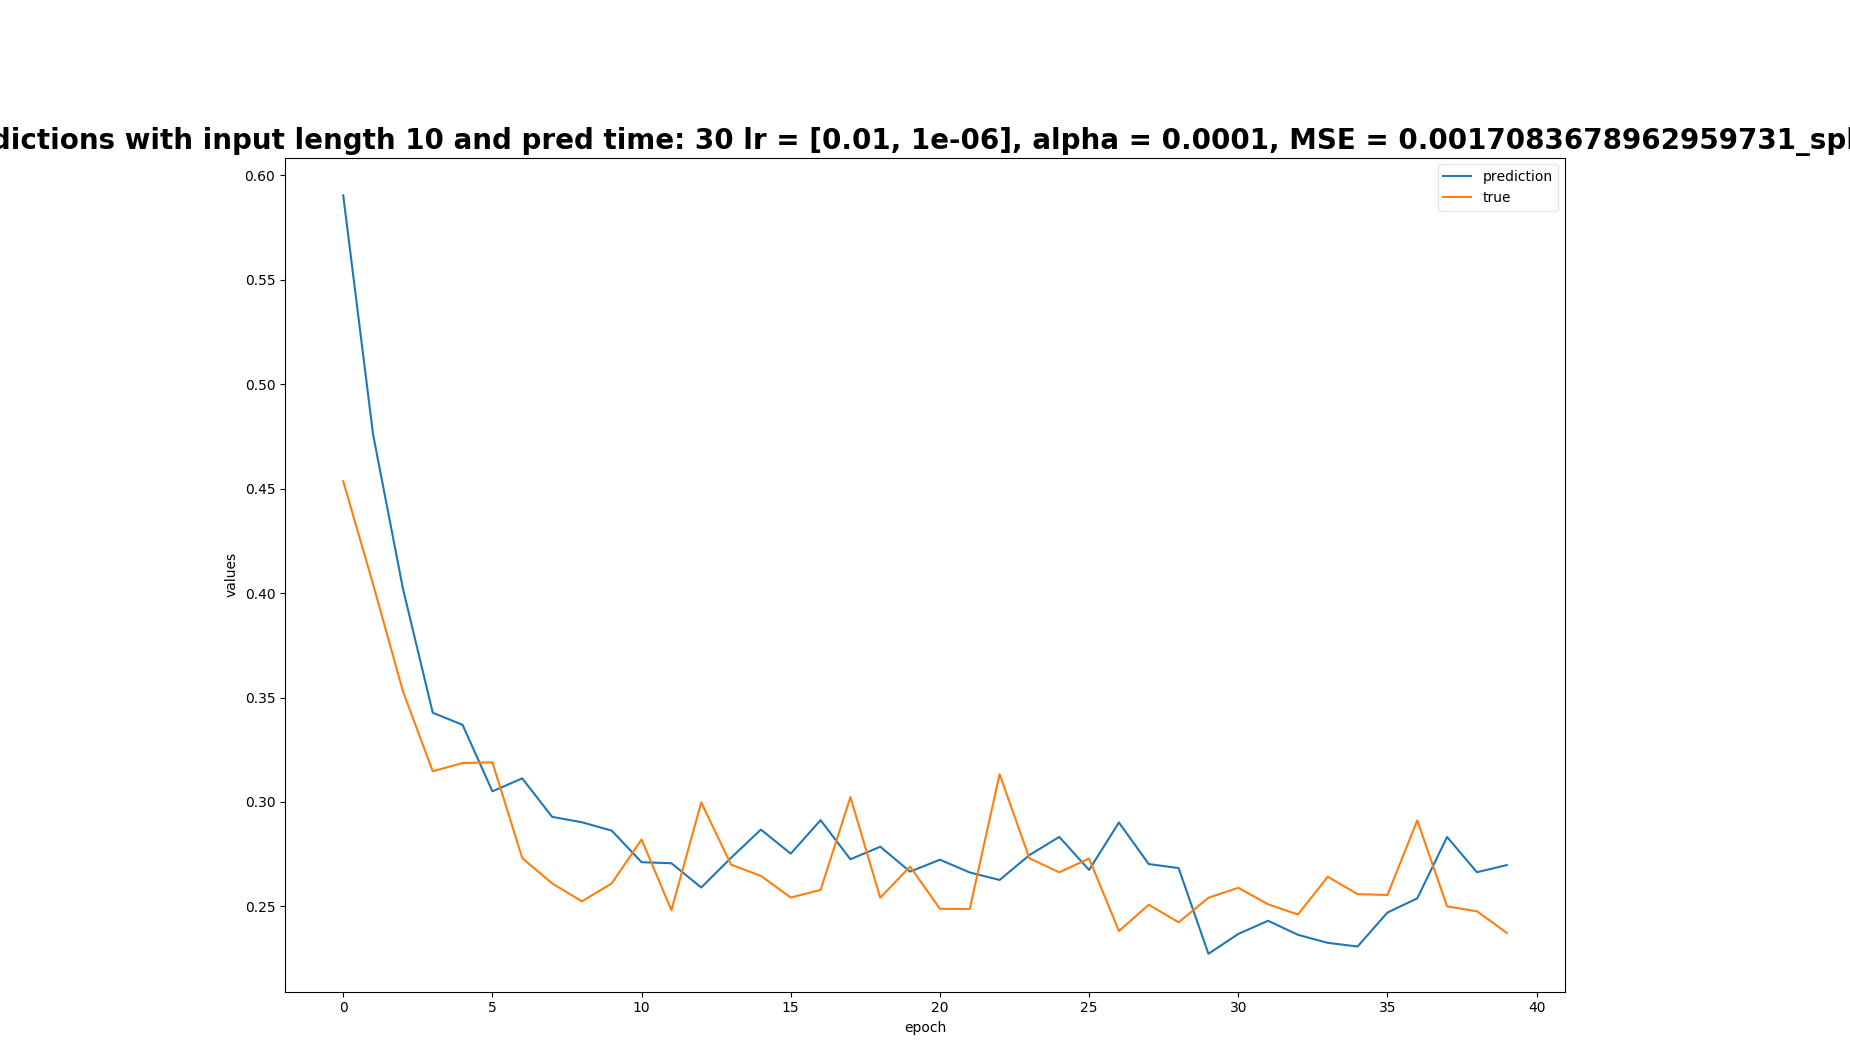 dictions with input length 10 and pred time: 30 lr = [0.01, 1e-06], alpha = 0.0001, MSE = 0.0017083678962959731_spl
prediction
true
0.60
0.55
0.50
0.45
0.40
0.35
0.30
0.25
values
0 5 10 15 20 25 30 35 40
epoch